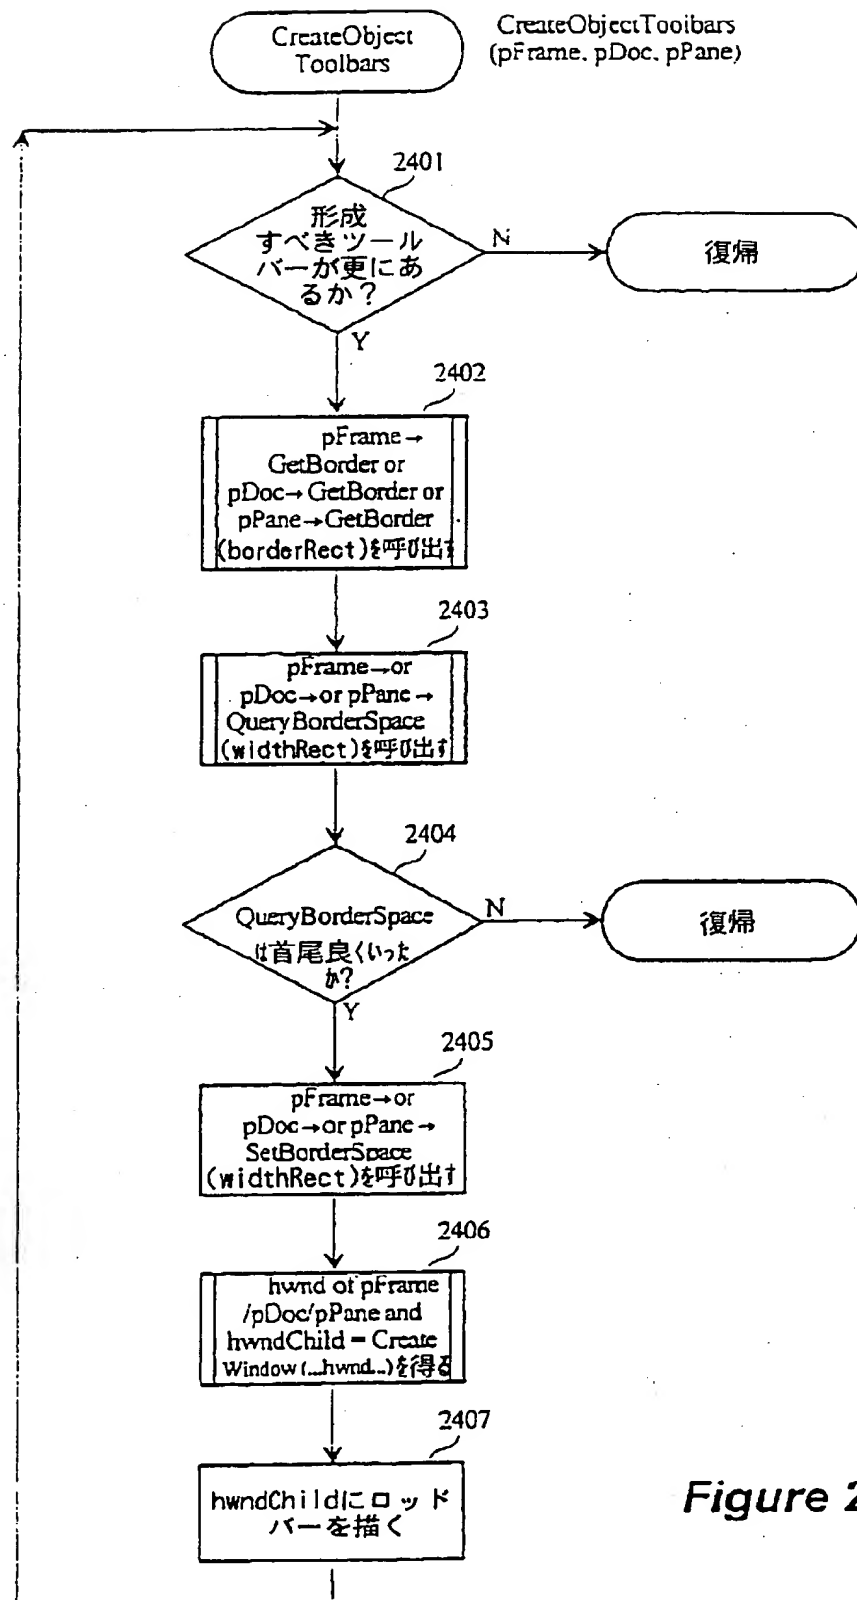 CreateObject
Toolbars
CreateObjectToolbars
(pFrame, pDoc, pPane)
2401
形成
すべきツール
バーが更にあ
るか？
N
復帰
Y
2402
pFrame→
GetBorder or
pDoc→GetBorder or
pPane→GetBorder
(borderRect)を呼び出す
2403
pFrame→or
pDoc→or pPane→
QueryBorderSpace
(widthRect)を呼び出す
2404
QueryBorderSpace
は首尾良くいった
か?
N
復帰
Y
2405
pFrame→or
pDoc→or pPane→
SetBorderSpace
(widthRect)を呼び出す
2406
hwnd of pFrame
/pDoc/pPane and
hwndChild = Create
Window(...hwnd...)を得る
2407
hwndChildにロッド
バーを描く
Figure 2